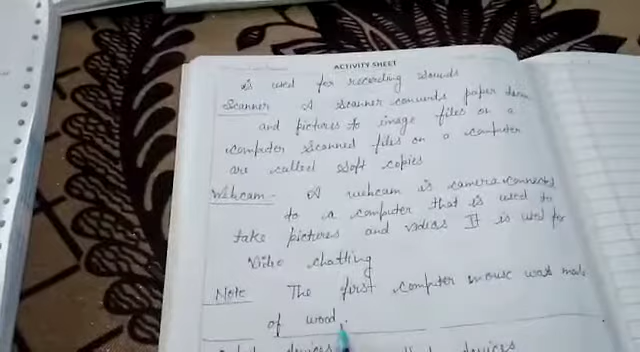 ACTIVITY SHEET
is used for recording sounds
Scanner A scanner converts paper
and pictures to image files on a
computer Scanned files on a computer
are called soft copies
Webcam - A webcam is camera connected
to a computer that is used to
take pictures and videos It is used for
Video chatting
Note The first computer mouse was made
of wood.
devices devices